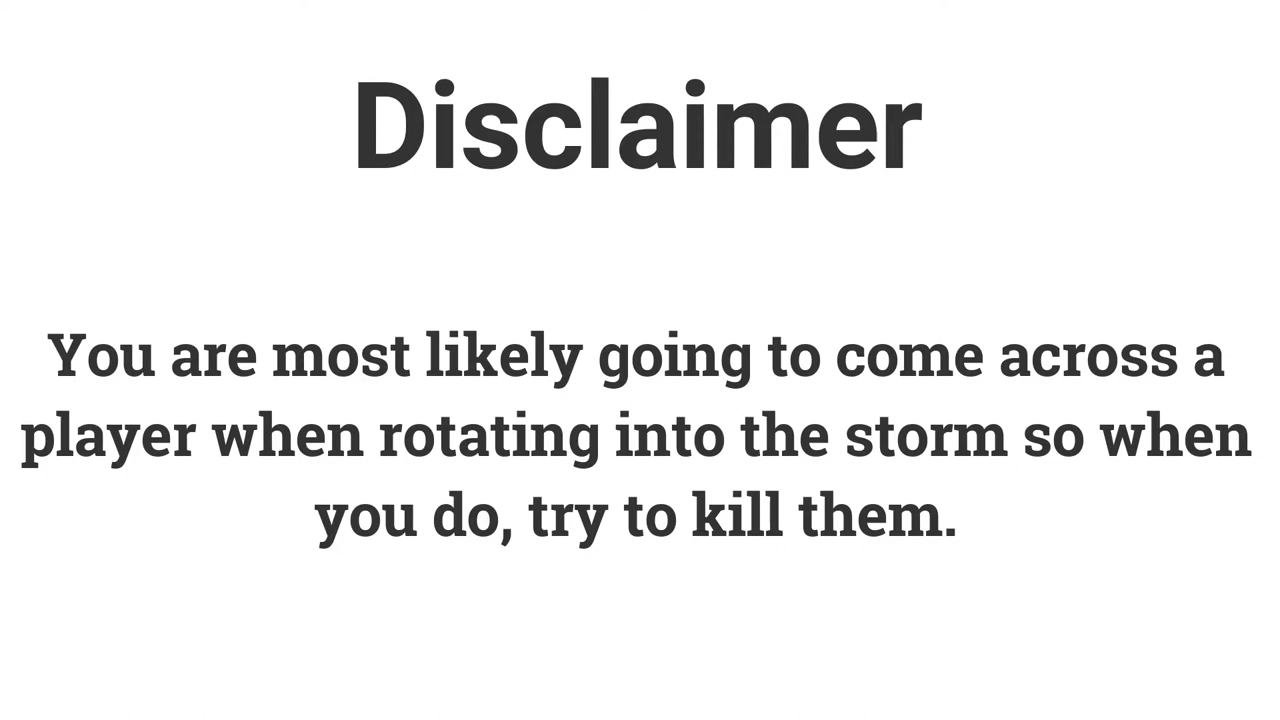 Disclaimer
You are most likely going to come across a
player when rotating into the storm so when
you do, try to kill them.